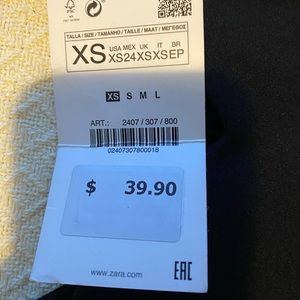 FSC
TALLA / SIZE / TAMANHO / TAILLE / MAAT / ΜΕΓΕΘΟΣ
XS
USA MEX UK IT BR
XS24XSXSEP
XS S M L
ART.: 2407 / 307 / 800
02407307800018
$ 39.90
www.zara.com
EAC